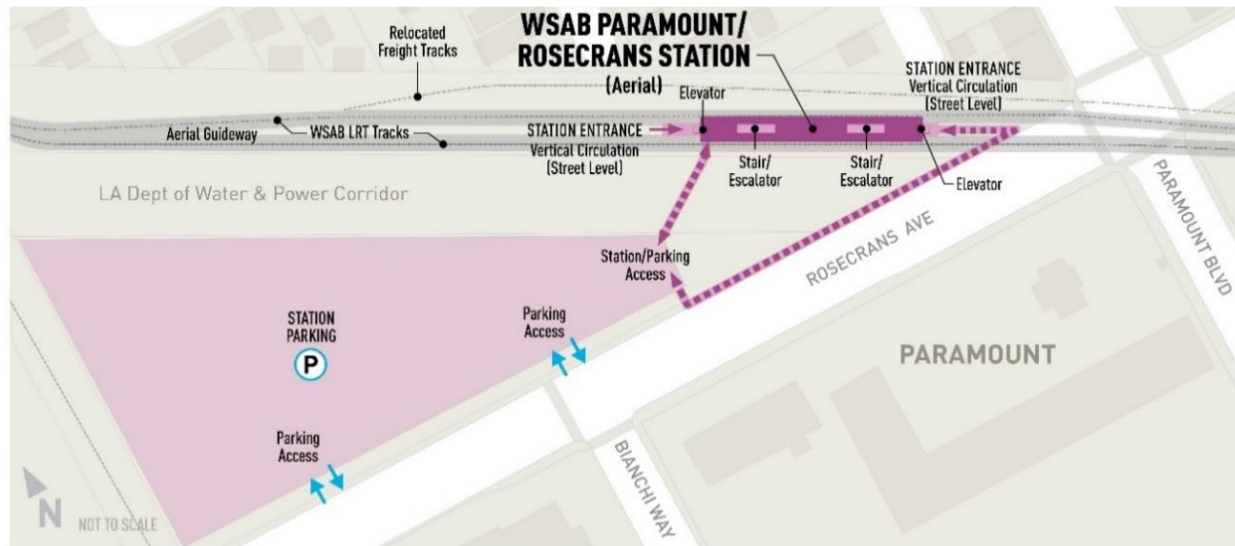 WSAB PARAMOUNT/
ROSECRANS STATION
(Aerial)
Relocated
Freight Tracks
Elevator
STATION ENTRANCE
Vertical Circulation
(Street Level)
Aerial Guideway
WSAB LRT Tracks
STATION ENTRANCE
Vertical Circulation
(Street Level)
Stair/
Escalator
Stair/
Escalator
Elevator
LA Dept of Water & Power Corridor
PARAMOUNT BLVD
ROSECRANS AVE
Station/Parking
Access
STATION
PARKING
P
Parking
Access
PARAMOUNT
Parking
Access
BIANCHI WAY
N
NOT TO SCALE